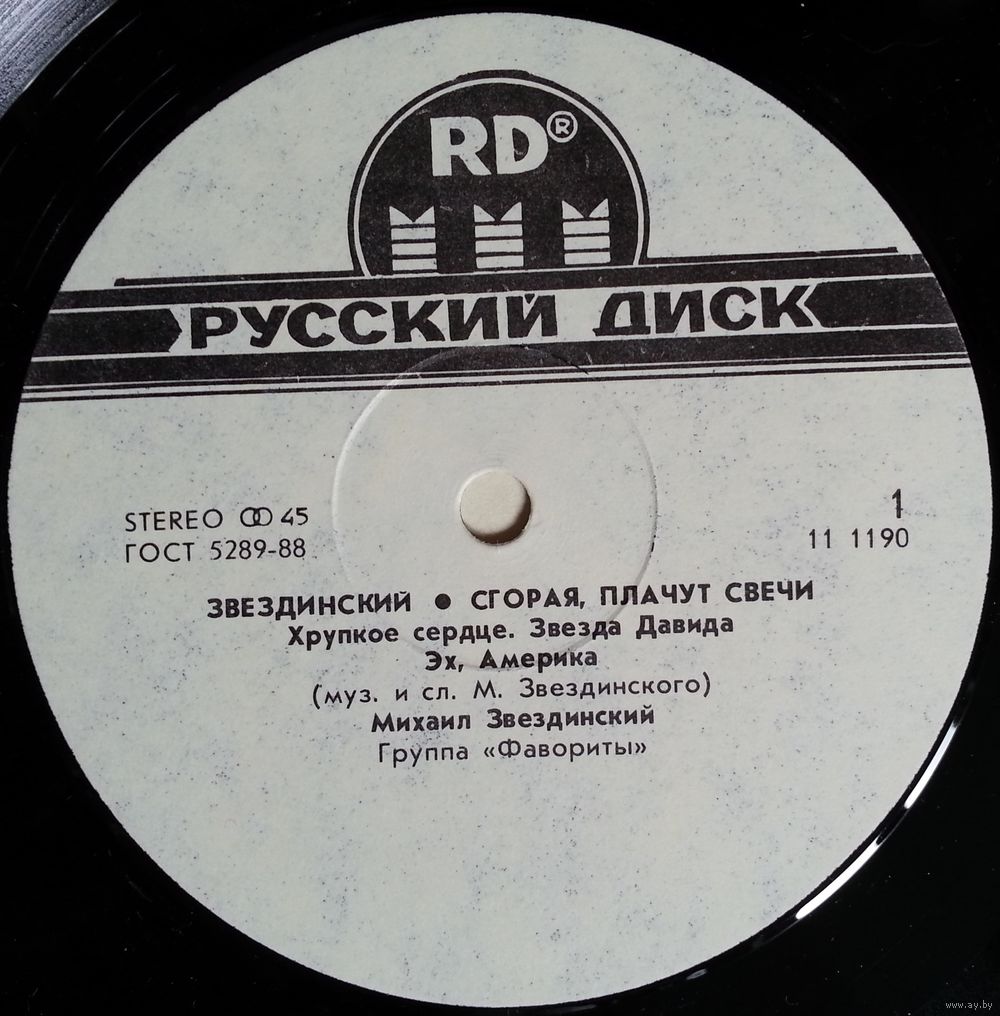 RD®
РУССКИЙ ДИСК
STEREO 45
ГОСТ 5289-88
1
11 1190
ЗВЕЗДИНСКИЙ ● СГОРАЯ, ПЛАЧУТ СВЕЧИ
Хрупкое сердце. Звезда Давида
Эх, Америка
(муз. и сл. М. Звездинского)
Михаил Звездинский
Группа «Фавориты»
www.ay.by